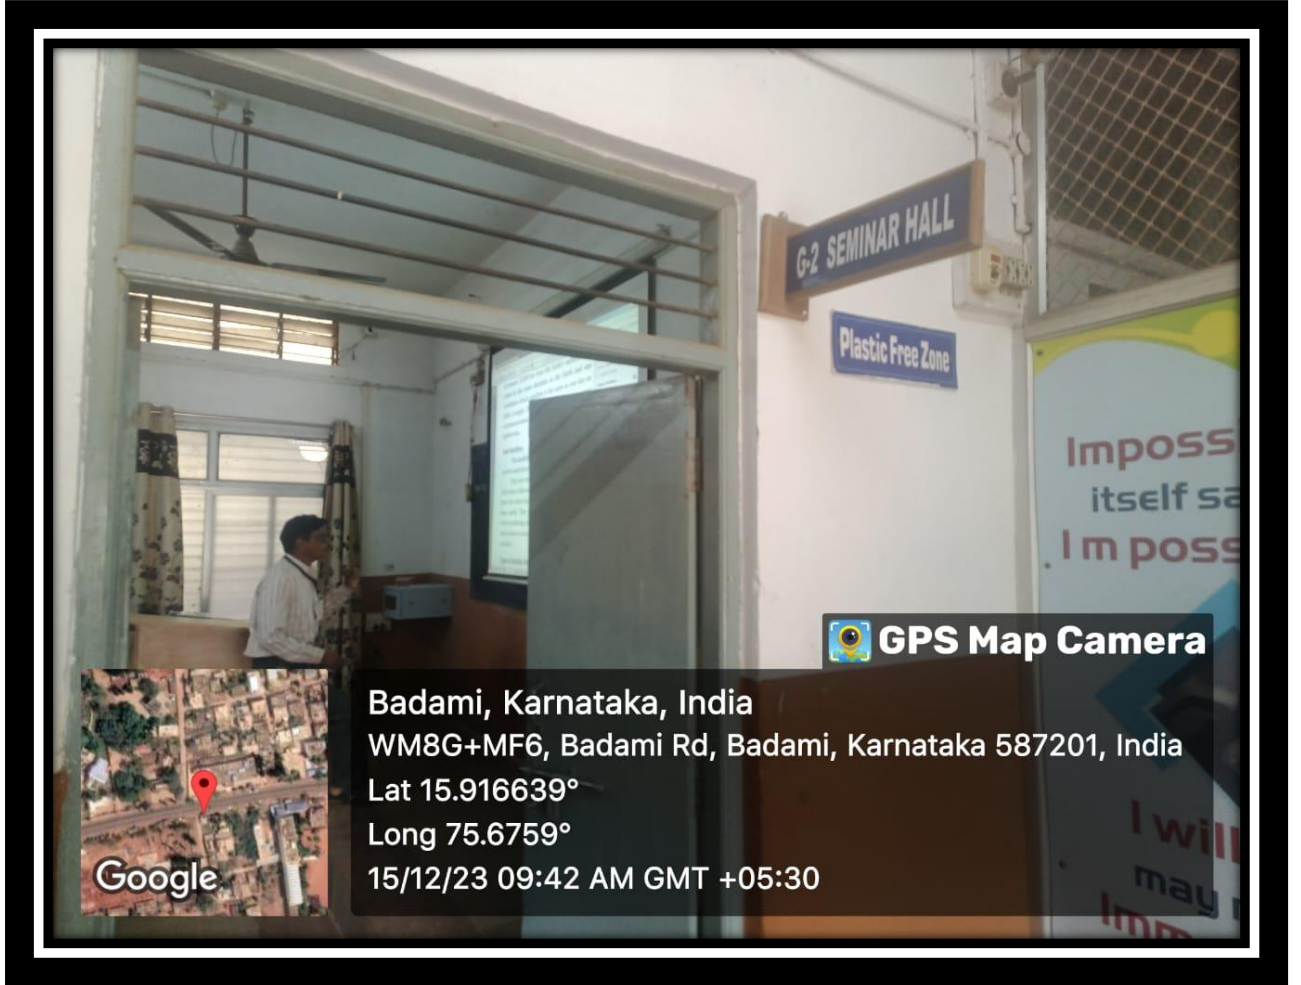 G-2 SEMINAR HALL
Plastic Free Zone
Imposs
itself sa
I m poss
I will
may
Imm
GPS Map Camera
Badami, Karnataka, India
WM8G+MF6, Badami Rd, Badami, Karnataka 587201, India
Lat 15.916639°
Long 75.6759°
15/12/23 09:42 AM GMT +05:30
Google